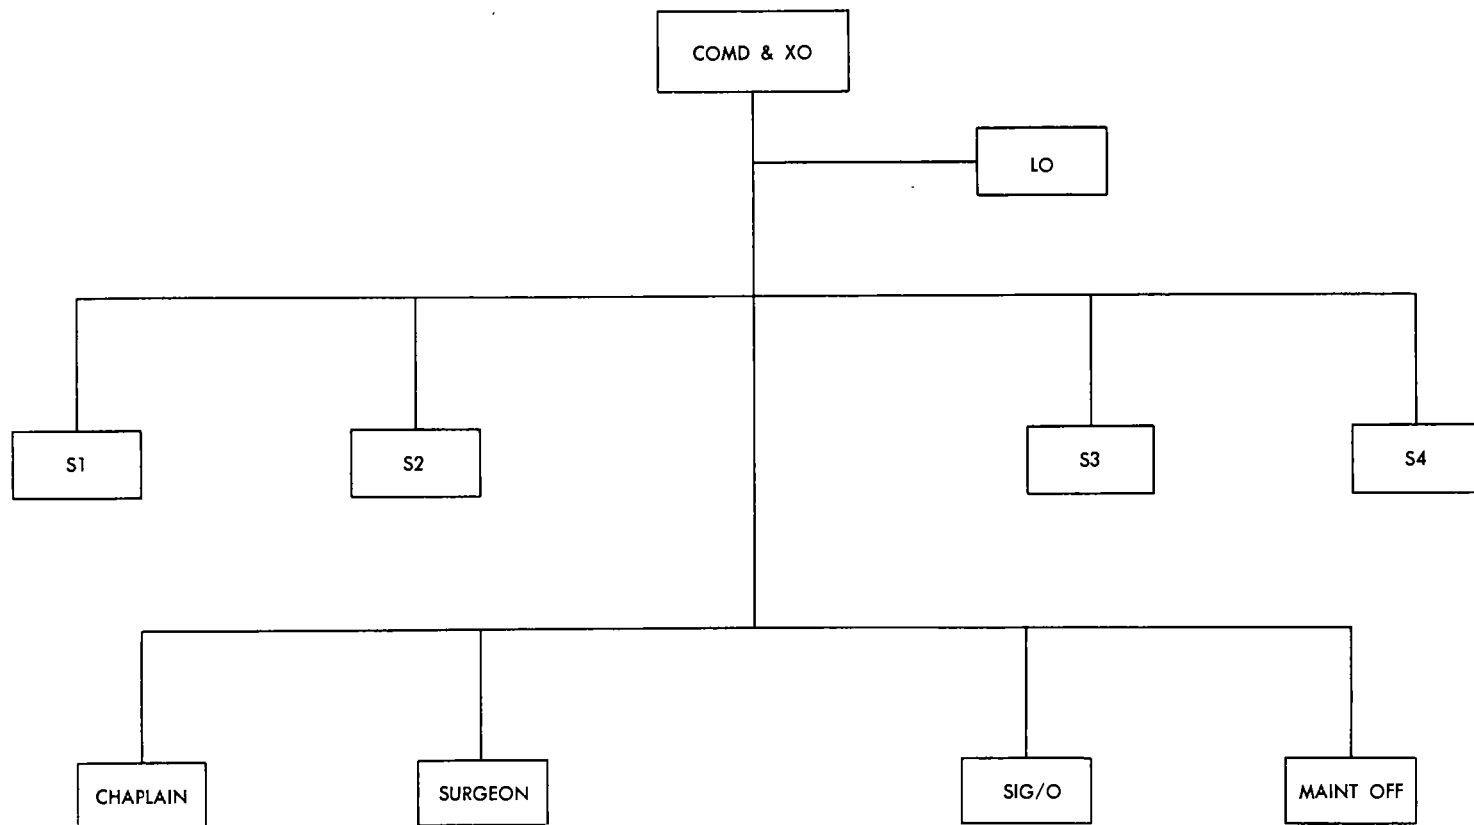 COMD & XO
LO
S1
S2
S3
S4
CHAPLAIN
SURGEON
SIG/O
MAINT OFF